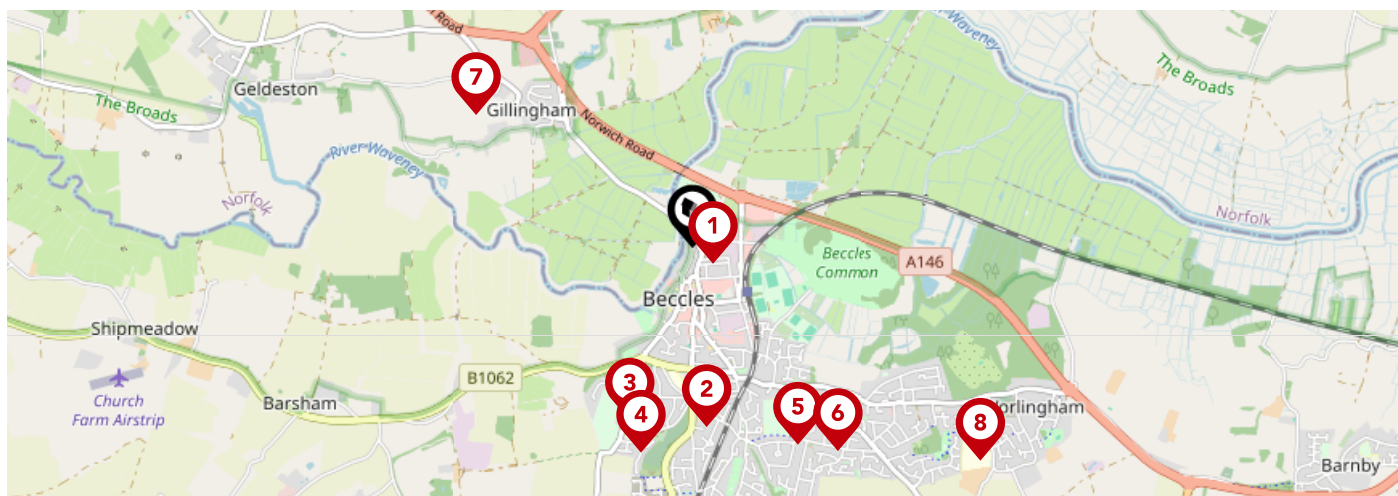 Road
River
Waveney
The Broads
7
Geldeston
The Broads
Gillingham
Norwich Road
River Waveney
Norfolk
Norfolk
1
Beccles
Common
A146
Beccles
Shipmeadow
B1062
3
2
Church
Farm Airstrip
Barsham
4
5
6
8
Worlingham
Barnby